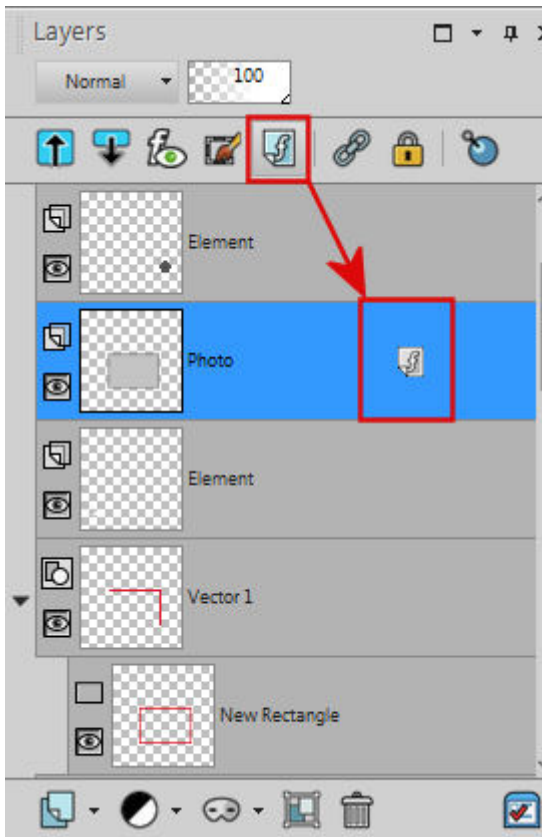 Layers
Normal
100
Element
Photo
Element
Vector 1
New Rectangle